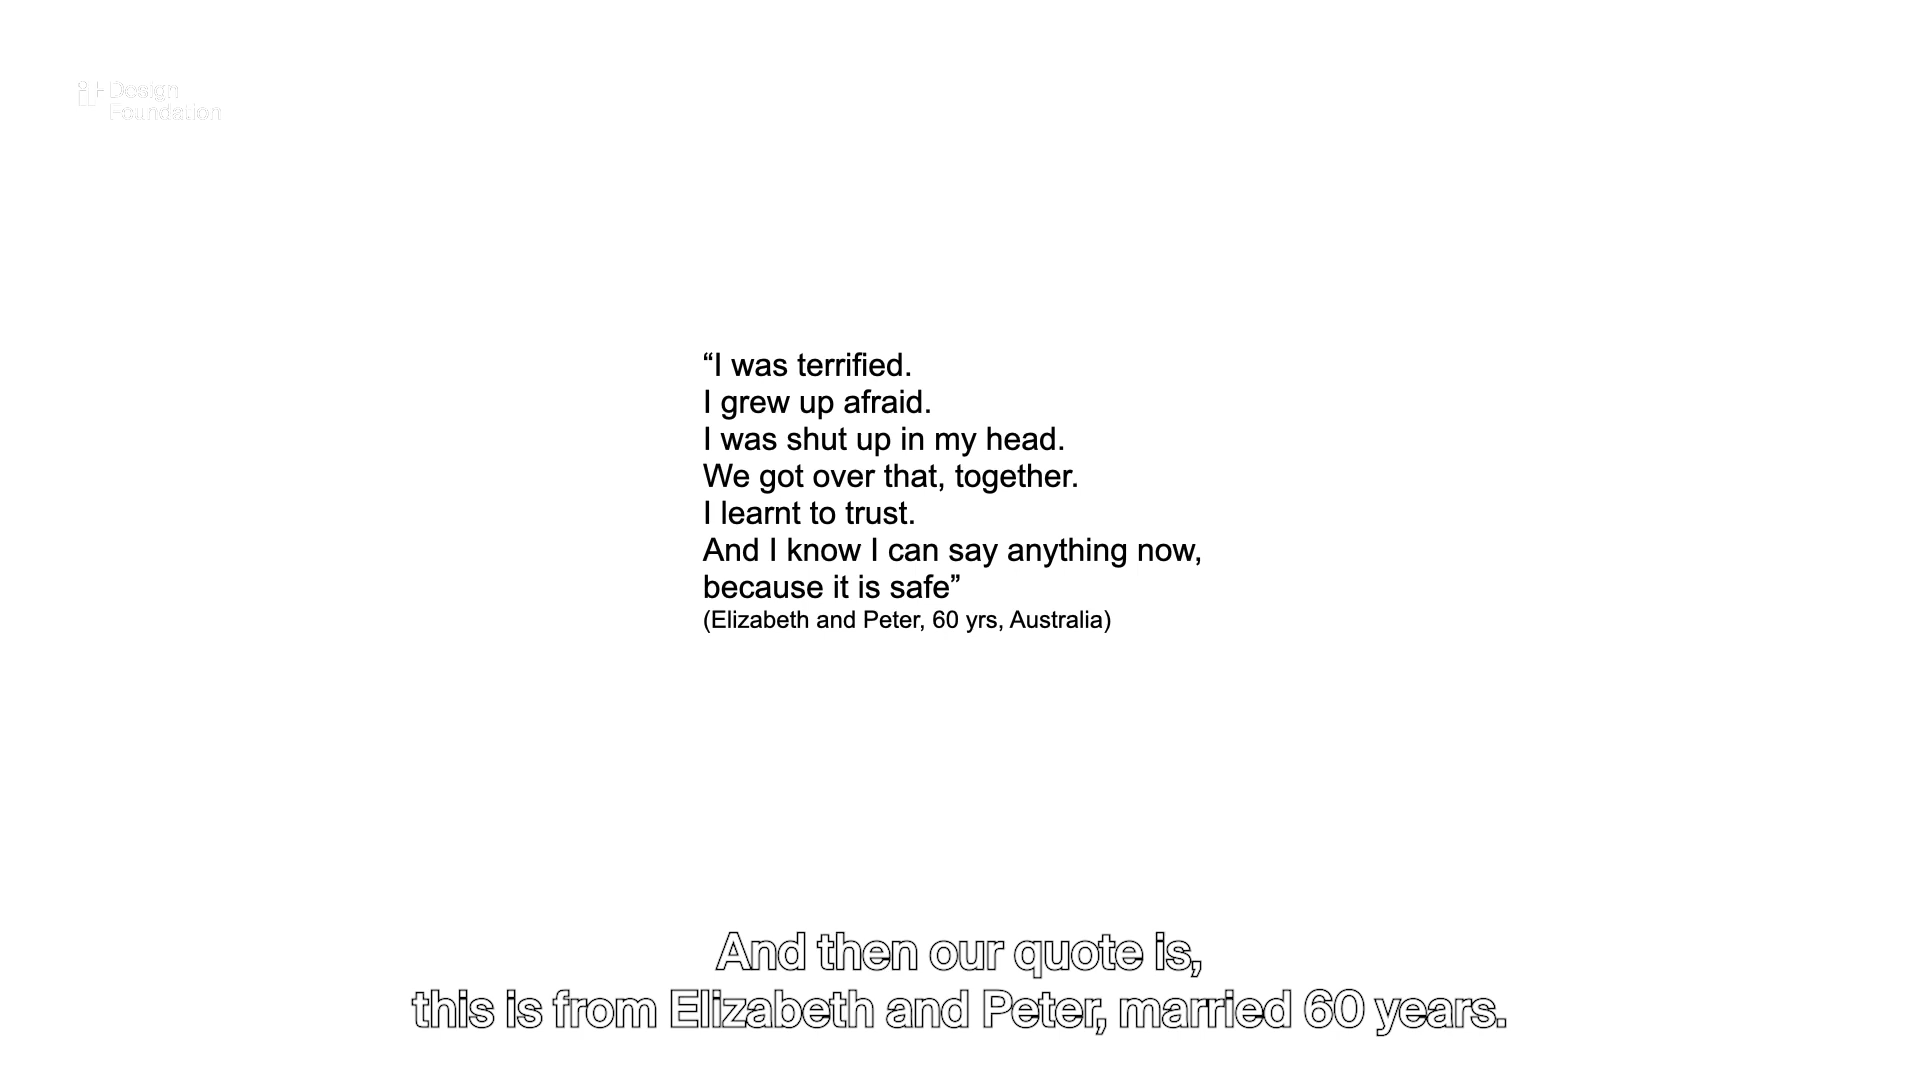 iF Design
Foundation
“I was terrified.
I grew up afraid.
I was shut up in my head.
We got over that, together.
I learnt to trust.
And I know I can say anything now,
because it is safe”
(Elizabeth and Peter, 60 yrs, Australia)
And then our quote is,
this is from Elizabeth and Peter, married 60 years.